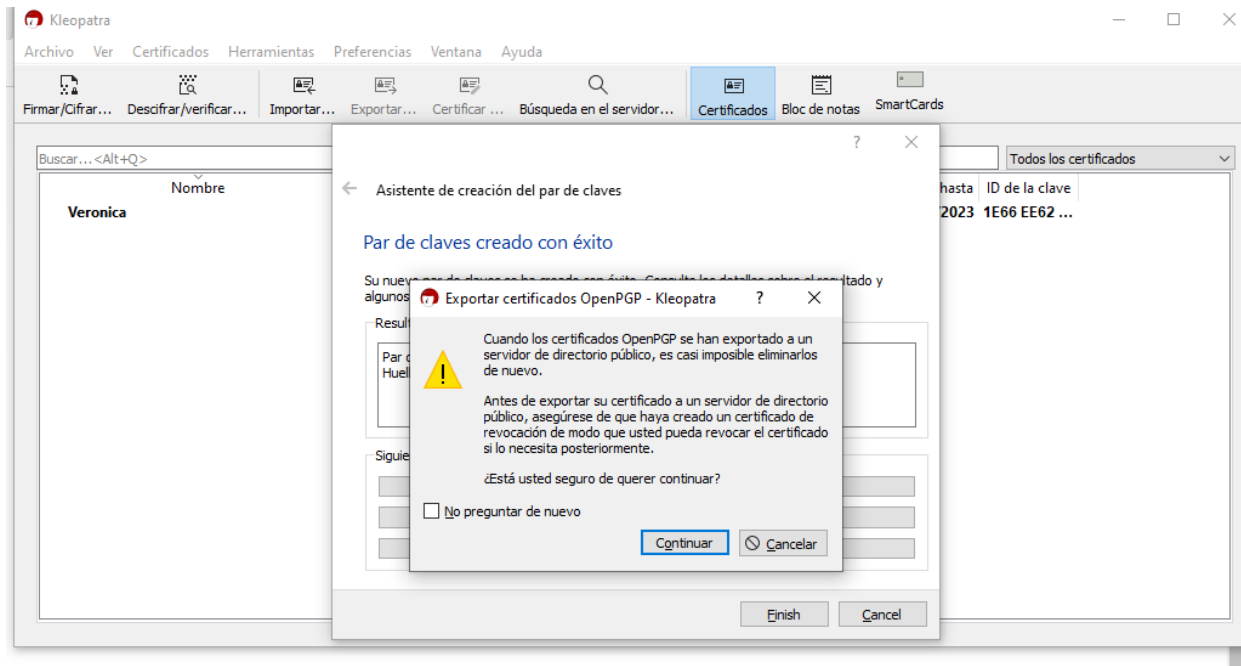 Kleopatra
Archivo Ver Certificados Herramientas Preferencias Ventana Ayuda
Firmar/Cifrar... Descifrar/verificar... Importar... Exportar... Certificar ... Búsqueda en el servidor... Certificados Bloc de notas SmartCards
Buscar...<Alt+Q>
Todos los certificados
Nombre
hasta ID de la clave
Veronica
2023 1E66 EE62 ...
Asistente de creación del par de claves
Par de claves creado con éxito
Su nuevo par de claves se ha creado con éxito. Consulte los detalles sobre el resultado y
algunos
Exportar certificados OpenPGP - Kleopatra
Cuando los certificados OpenPGP se han exportado a un
servidor de directorio público, es casi imposible eliminarlos
de nuevo.
Antes de exportar su certificado a un servidor de directorio
público, asegúrese de que haya creado un certificado de
revocación de modo que usted pueda revocar el certificado
si lo necesita posteriormente.
¿Está usted seguro de querer continuar?
No preguntar de nuevo
Continuar Cancelar
Finish Cancel